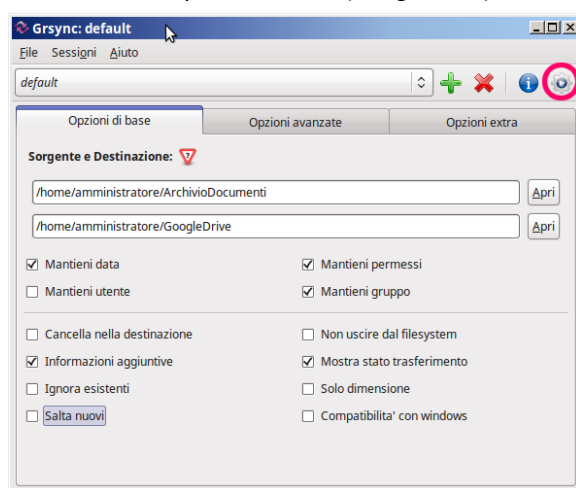 Grsync: default
File Sessioni Aiuto
default
Opzioni di base Opzioni avanzate Opzioni extra
Sorgente e Destinazione:
/home/amministratore/ArchivioDocumenti Apri
/home/amministratore/GoogleDrive Apri
Mantieni data Mantieni permessi
Mantieni utente Mantieni gruppo
Cancella nella destinazione Non uscire dal filesystem
Informazioni aggiuntive Mostra stato trasferimento
Ignora esistenti Solo dimensione
Salta nuovi Compatibilita' con windows